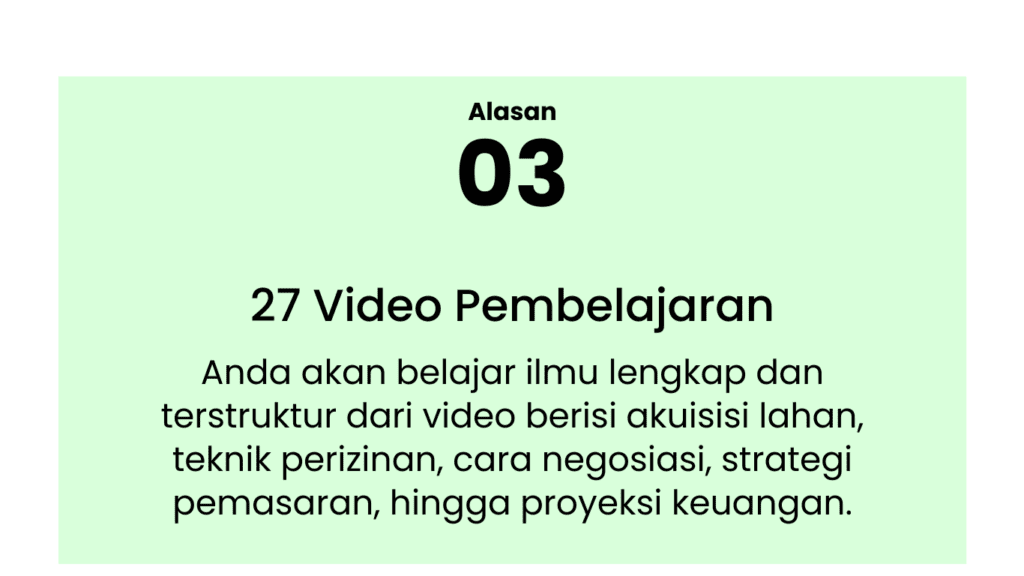 Alasan
03
27 Video Pembelajaran
Anda akan belajar ilmu lengkap dan
terstruktur dari video berisi akuisisi lahan,
teknik perizinan, cara negosiasi, strategi
pemasaran, hingga proyeksi keuangan.